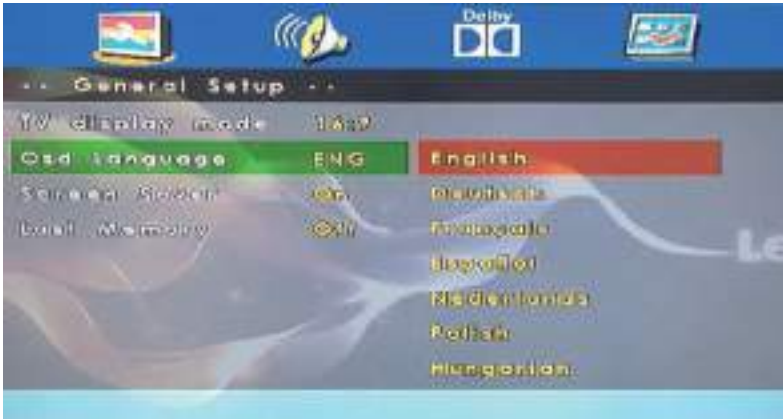 Dolby
-- General Setup --
TV display mode 16:9
Osd Language ENG English
Screen Saver On Deutsch
Last Memory Off Français
Español
Le
Nederlands
Polish
Hungarian